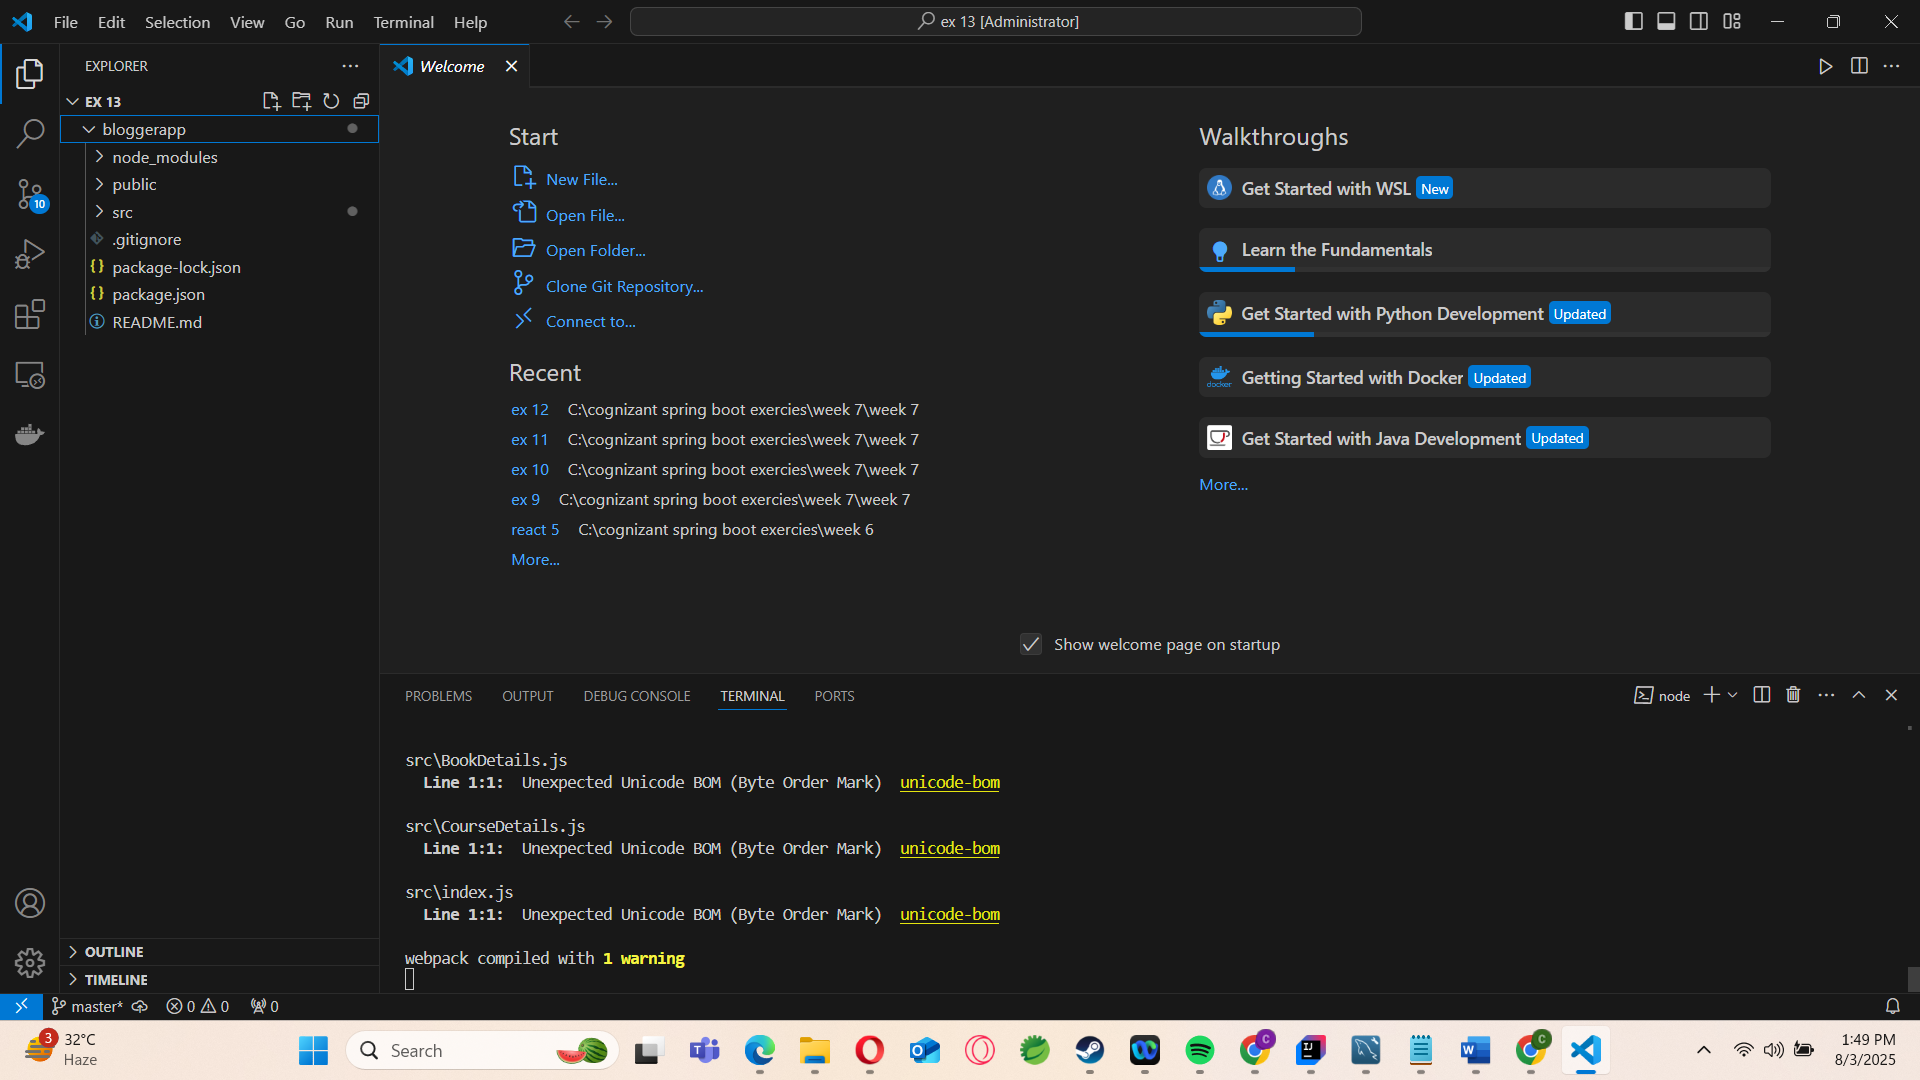 File Edit Selection View Go Run Terminal Help
ex 13 [Administrator]
EXPLORER
EX 13
bloggerapp
node_modules
public
src
.gitignore
package-lock.json
package.json
README.md
10
OUTLINE
TIMELINE
Welcome
Start
New File...
Open File...
Open Folder...
Clone Git Repository...
Connect to...
Recent
ex 12 C:\cognizant spring boot exercies\week 7\week 7
ex 11 C:\cognizant spring boot exercies\week 7\week 7
ex 10 C:\cognizant spring boot exercies\week 7\week 7
ex 9 C:\cognizant spring boot exercies\week 7\week 7
react 5 C:\cognizant spring boot exercies\week 6
More...
Walkthroughs
Get Started with WSL New
Learn the Fundamentals
Get Started with Python Development Updated
docker Getting Started with Docker Updated
Get Started with Java Development Updated
More...
Show welcome page on startup
PROBLEMS OUTPUT DEBUG CONSOLE TERMINAL PORTS
node
src\BookDetails.js
Line 1:1: Unexpected Unicode BOM (Byte Order Mark) unicode-bom
src\CourseDetails.js
Line 1:1: Unexpected Unicode BOM (Byte Order Mark) unicode-bom
src\index.js
Line 1:1: Unexpected Unicode BOM (Byte Order Mark) unicode-bom
webpack compiled with 1 warning
master* 0 0 0
3
32°C
Haze
Search
1:49 PM
8/3/2025